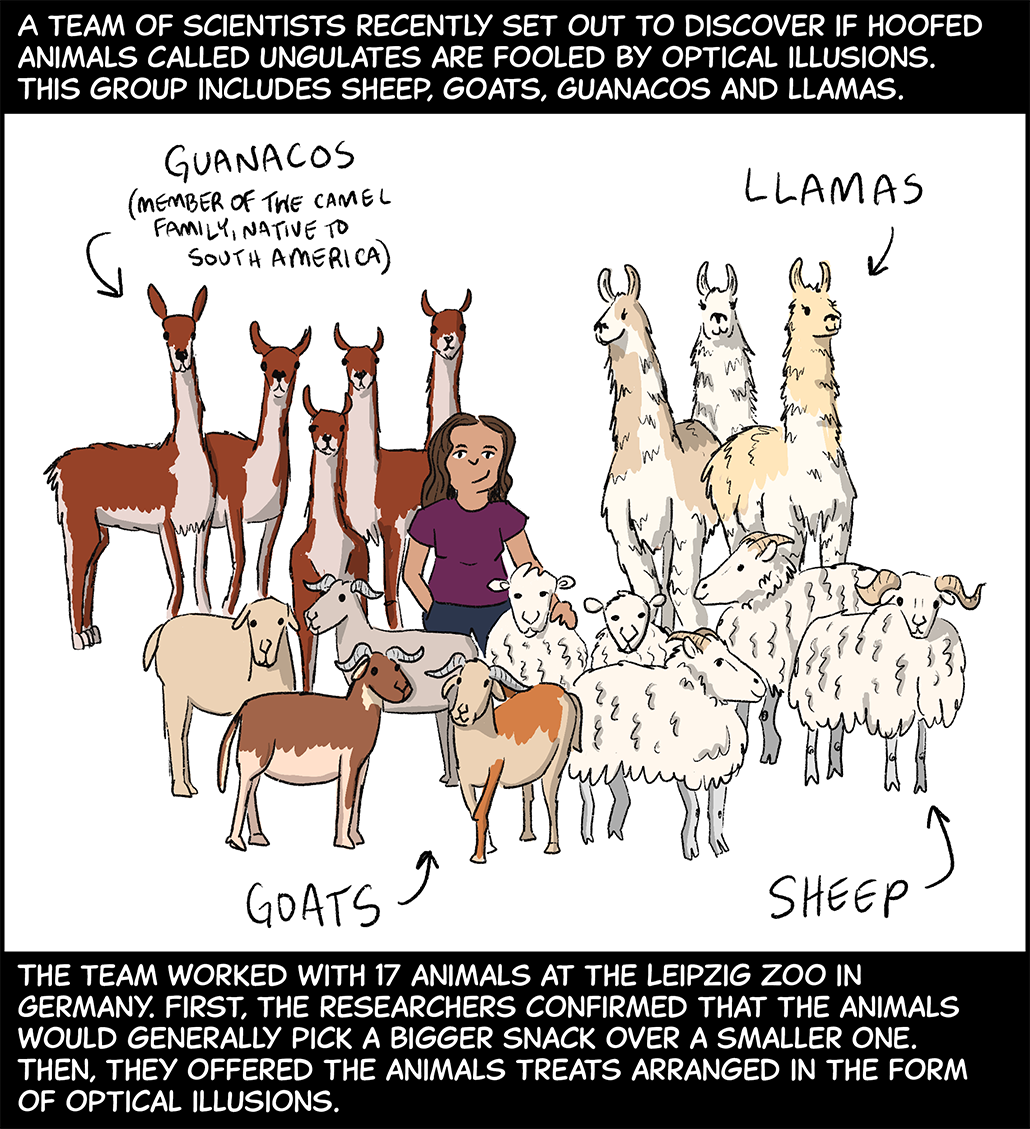 A TEAM OF SCIENTISTS RECENTLY SET OUT TO DISCOVER IF HOOFED
ANIMALS CALLED UNGULATES ARE FOOLED BY OPTICAL ILLUSIONS.
THIS GROUP INCLUDES SHEEP, GOATS, GUANACOS AND LLAMAS.
GUANACOS
(MEMBER OF THE CAMEL
FAMILY, NATIVE TO
SOUTH AMERICA)
LLAMAS
GOATS
SHEEP
THE TEAM WORKED WITH 17 ANIMALS AT THE LEIPZIG ZOO IN
GERMANY. FIRST, THE RESEARCHERS CONFIRMED THAT THE ANIMALS
WOULD GENERALLY PICK A BIGGER SNACK OVER A SMALLER ONE.
THEN, THEY OFFERED THE ANIMALS TREATS ARRANGED IN THE FORM
OF OPTICAL ILLUSIONS.